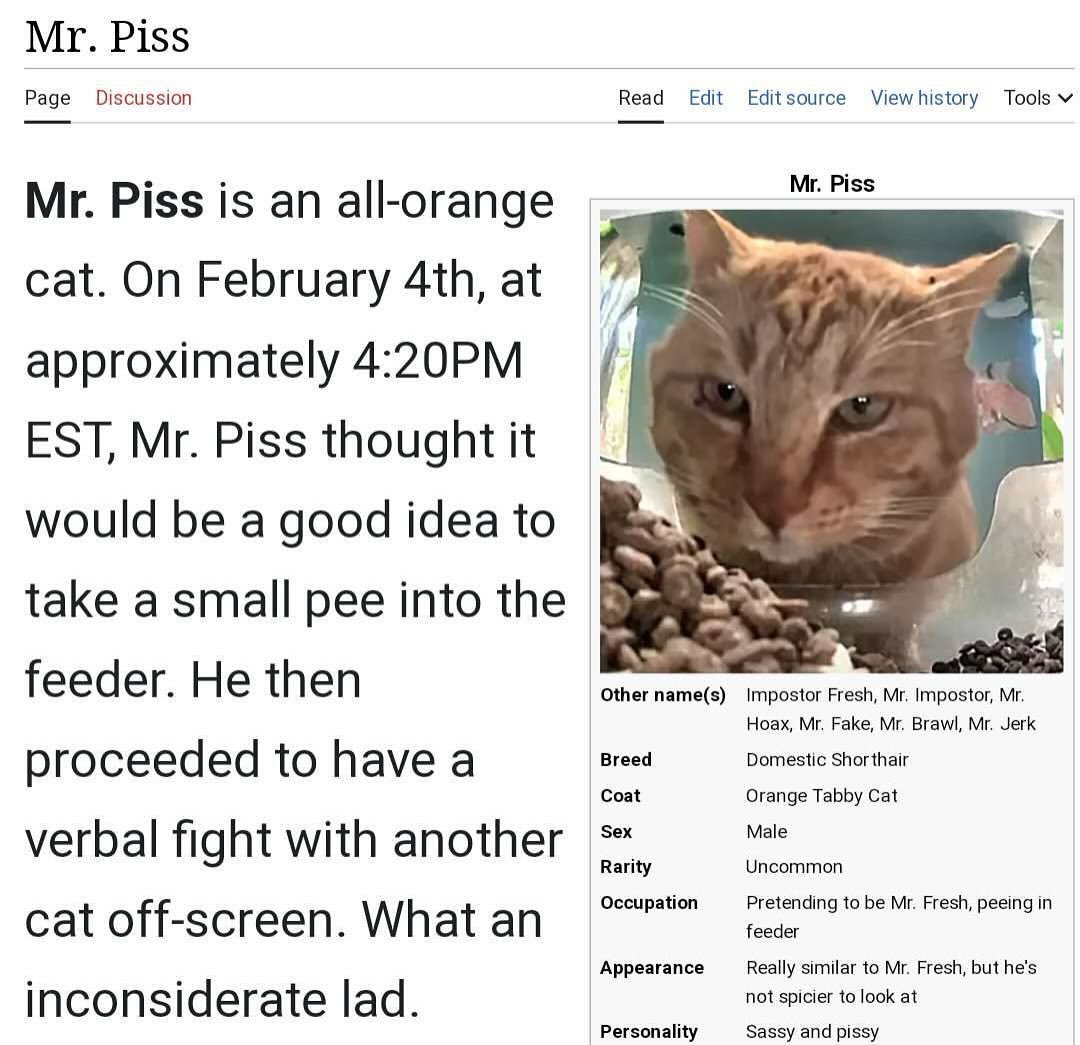 Mr. Piss
Page Discussion Read Edit Edit source View history Tools
Mr. Piss is an all-orange
cat. On February 4th, at
approximately 4:20PM
EST, Mr. Piss thought it
would be a good idea to
take a small pee into the
feeder. He then
proceeded to have a
verbal fight with another
cat off-screen. What an
inconsiderate lad.
Mr. Piss
Other name(s) Impostor Fresh, Mr. Impostor, Mr.
Hoax, Mr. Fake, Mr. Brawl, Mr. Jerk
Breed Domestic Shorthair
Coat Orange Tabby Cat
Sex Male
Rarity Uncommon
Occupation Pretending to be Mr. Fresh, peeing in
feeder
Appearance Really similar to Mr. Fresh, but he's
not spicier to look at
Personality Sassy and pissy